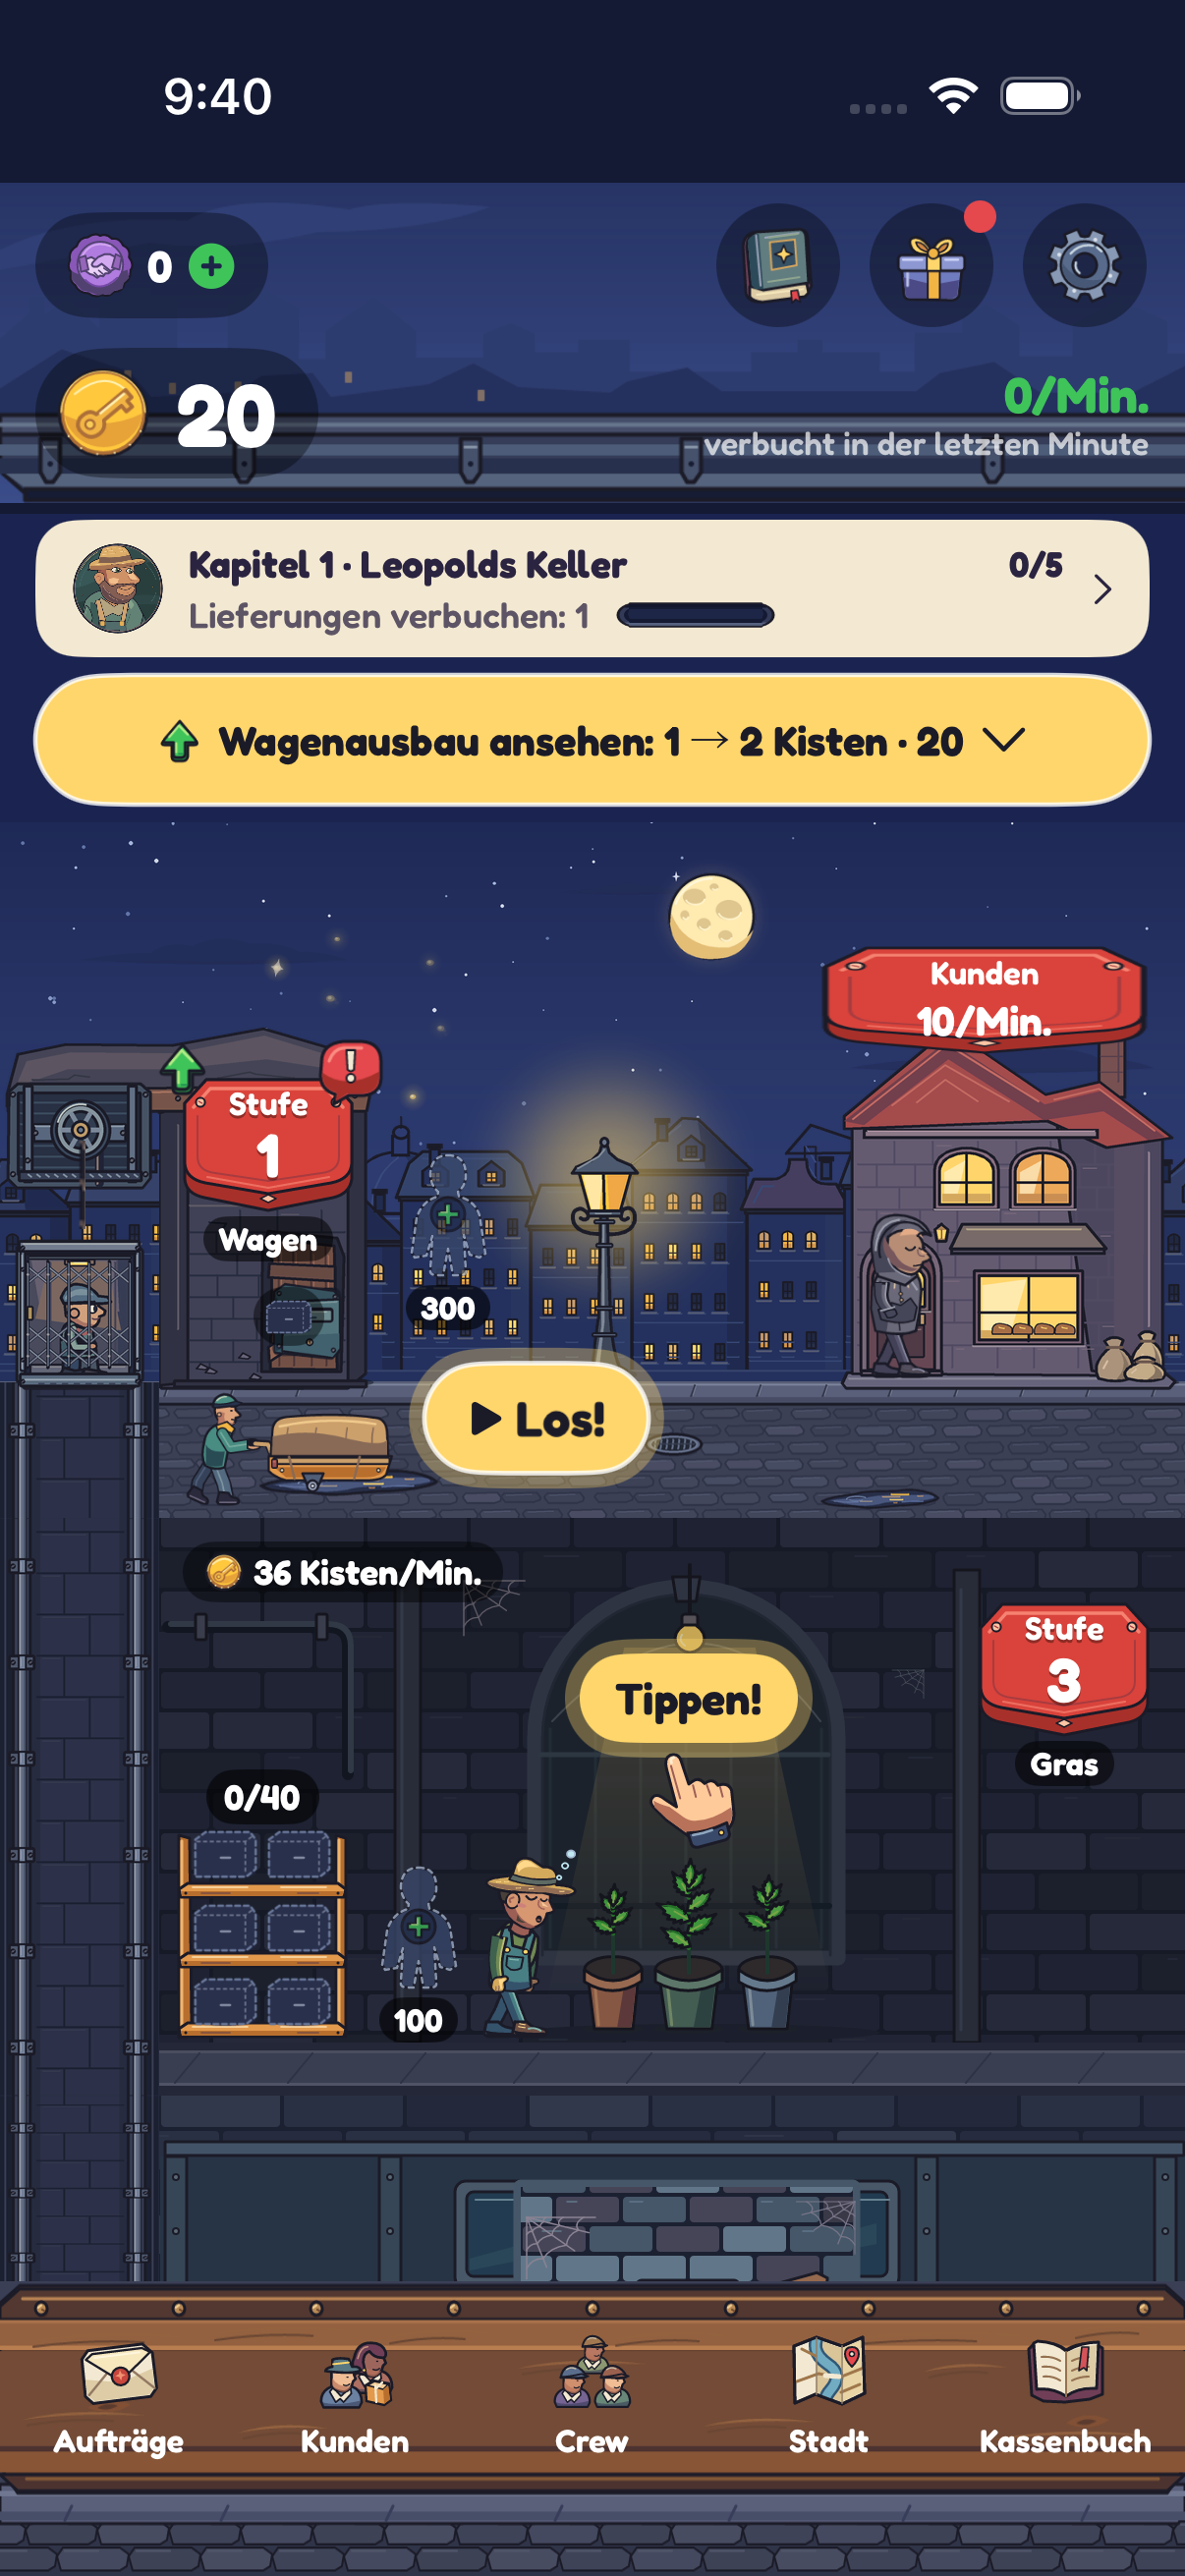 9:40
0
20
0/Min.
verbucht in der letzten Minute
Kapitel 1 · Leopolds Keller
0/5
Lieferungen verbuchen: 1
Wagenausbau ansehen: 1 → 2 Kisten · 20
Kunden
10/Min.
Stufe
1
Wagen
300
Los!
36 Kisten/Min.
Tippen!
Stufe
3
Gras
0/40
100
Aufträge
Kunden
Crew
Stadt
Kassenbuch